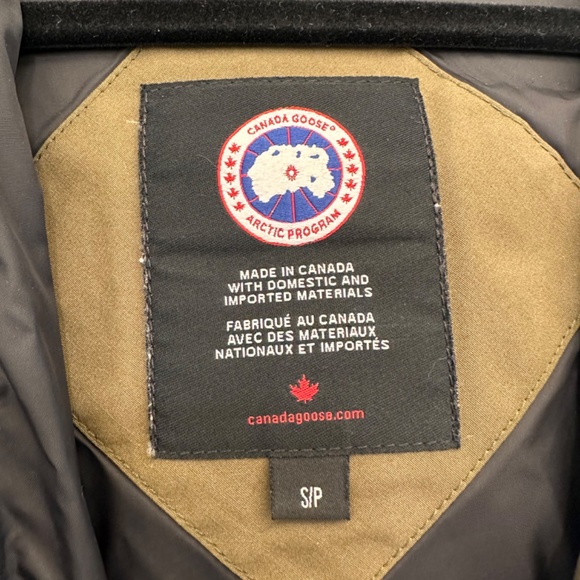 CANADA GOOSE®
ARCTIC PROGRAM
MADE IN CANADA
WITH DOMESTIC AND
IMPORTED MATERIALS
FABRIQUÉ AU CANADA
AVEC DES MATERIAUX
NATIONAUX ET IMPORTÉS
canadagoose.com
S/P